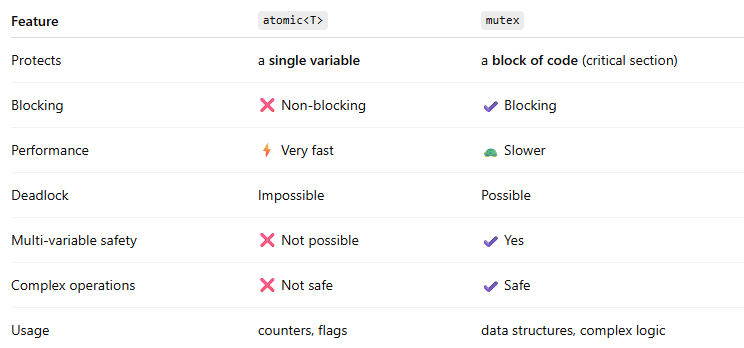 Feature atomic<T> mutex
Protects a single variable a block of code (critical section)
Blocking ❌ Non-blocking ✔ Blocking
Performance ⚡ Very fast 🐢 Slower
Deadlock Impossible Possible
Multi-variable safety ❌ Not possible ✔ Yes
Complex operations ❌ Not safe ✔ Safe
Usage counters, flags data structures, complex logic